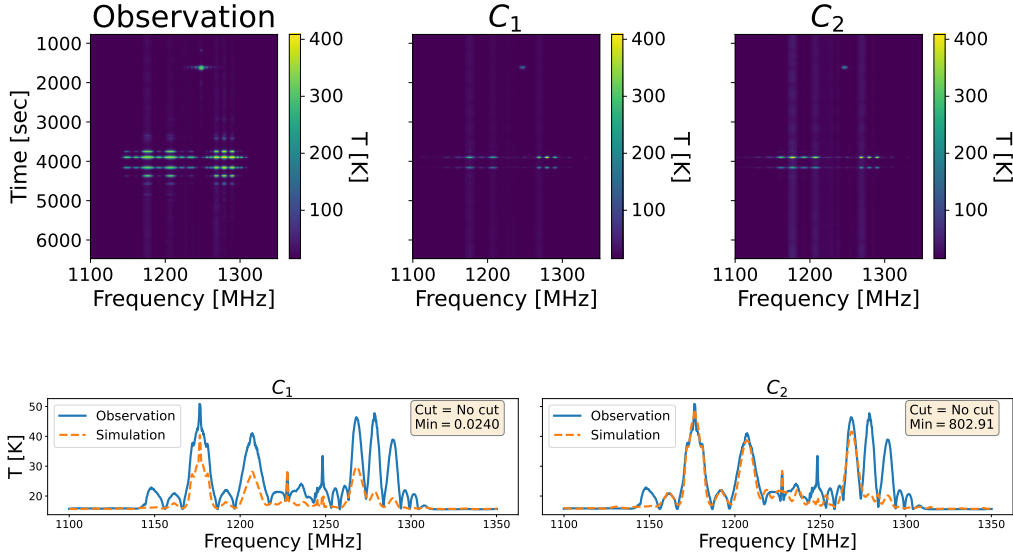 Observation
C1
C2
1000
2000
3000
4000
5000
6000
Time [sec]
1100
1200
1300
Frequency [MHz]
400
300
200
100
T [K]
1100
1200
1300
Frequency [MHz]
400
300
200
100
T [K]
1100
1200
1300
Frequency [MHz]
400
300
200
100
T [K]
C1
50
40
30
20
T [K]
Observation
Simulation
Cut = No cut
Min = 0.0240
1100
1150
1200
1250
1300
1350
Frequency [MHz]
C2
Observation
Simulation
Cut = No cut
Min = 802.91
1100
1150
1200
1250
1300
1350
Frequency [MHz]